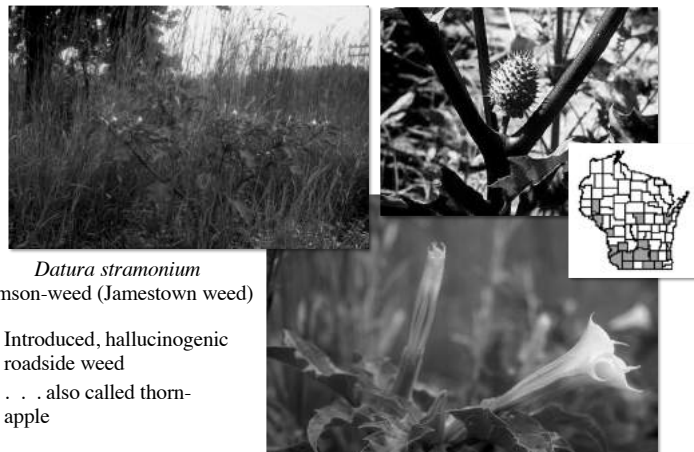 Datura stramonium
mson-weed (Jamestown weed)
Introduced, hallucinogenic
roadside weed
. . . also called thorn-
apple